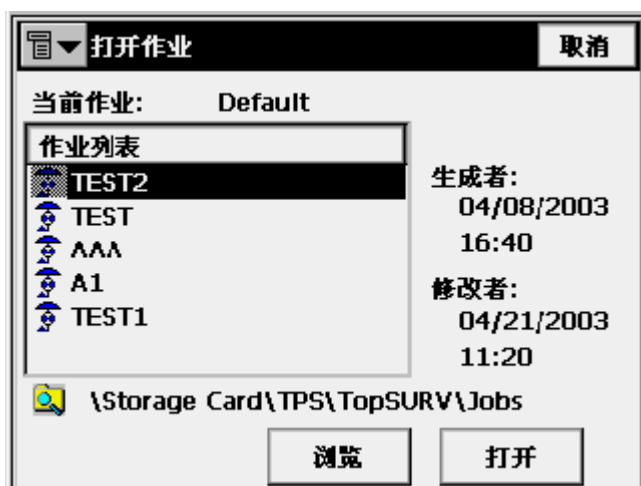 打开作业 取消
当前作业: Default
作业列表
TEST2
TEST
AAA
A1
TEST1
生成者:
04/08/2003
16:40
修改者:
04/21/2003
11:20
\Storage Card\TPS\TopSURV\Jobs
浏览 打开